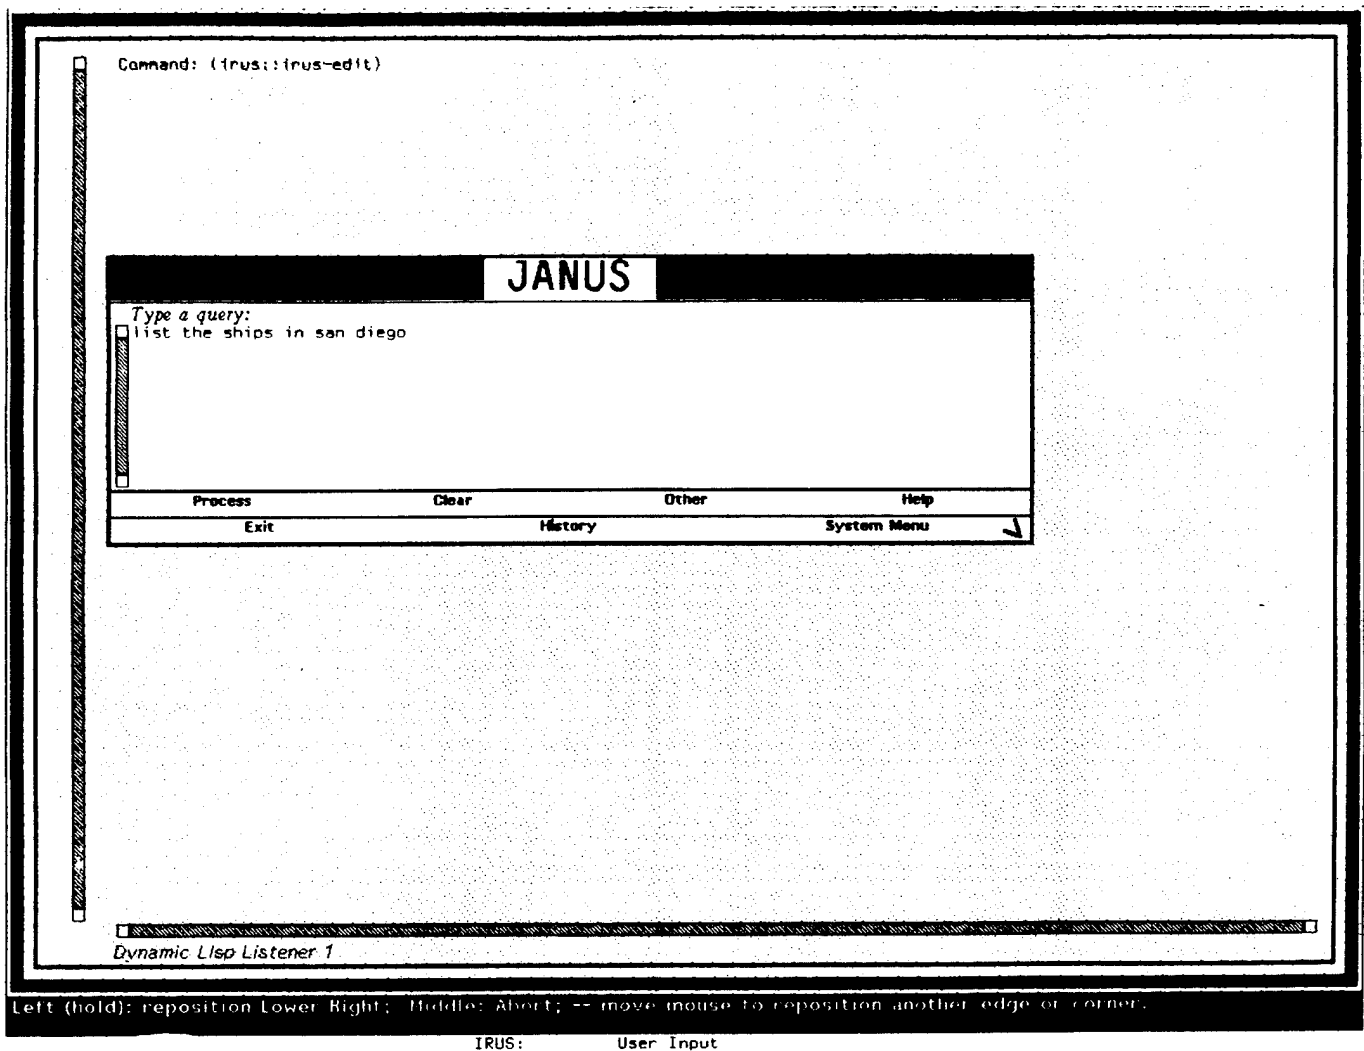 Command: (irus::irus-edit)
JANUS
Type a query:
list the ships in san diego
Process Clear Other Help
Exit History System Menu
Dynamic Lisp Listener 1
Left (hold): reposition Lower Right; Middle: Abort; -- move mouse to reposition another edge or corner.
IRUS: User Input